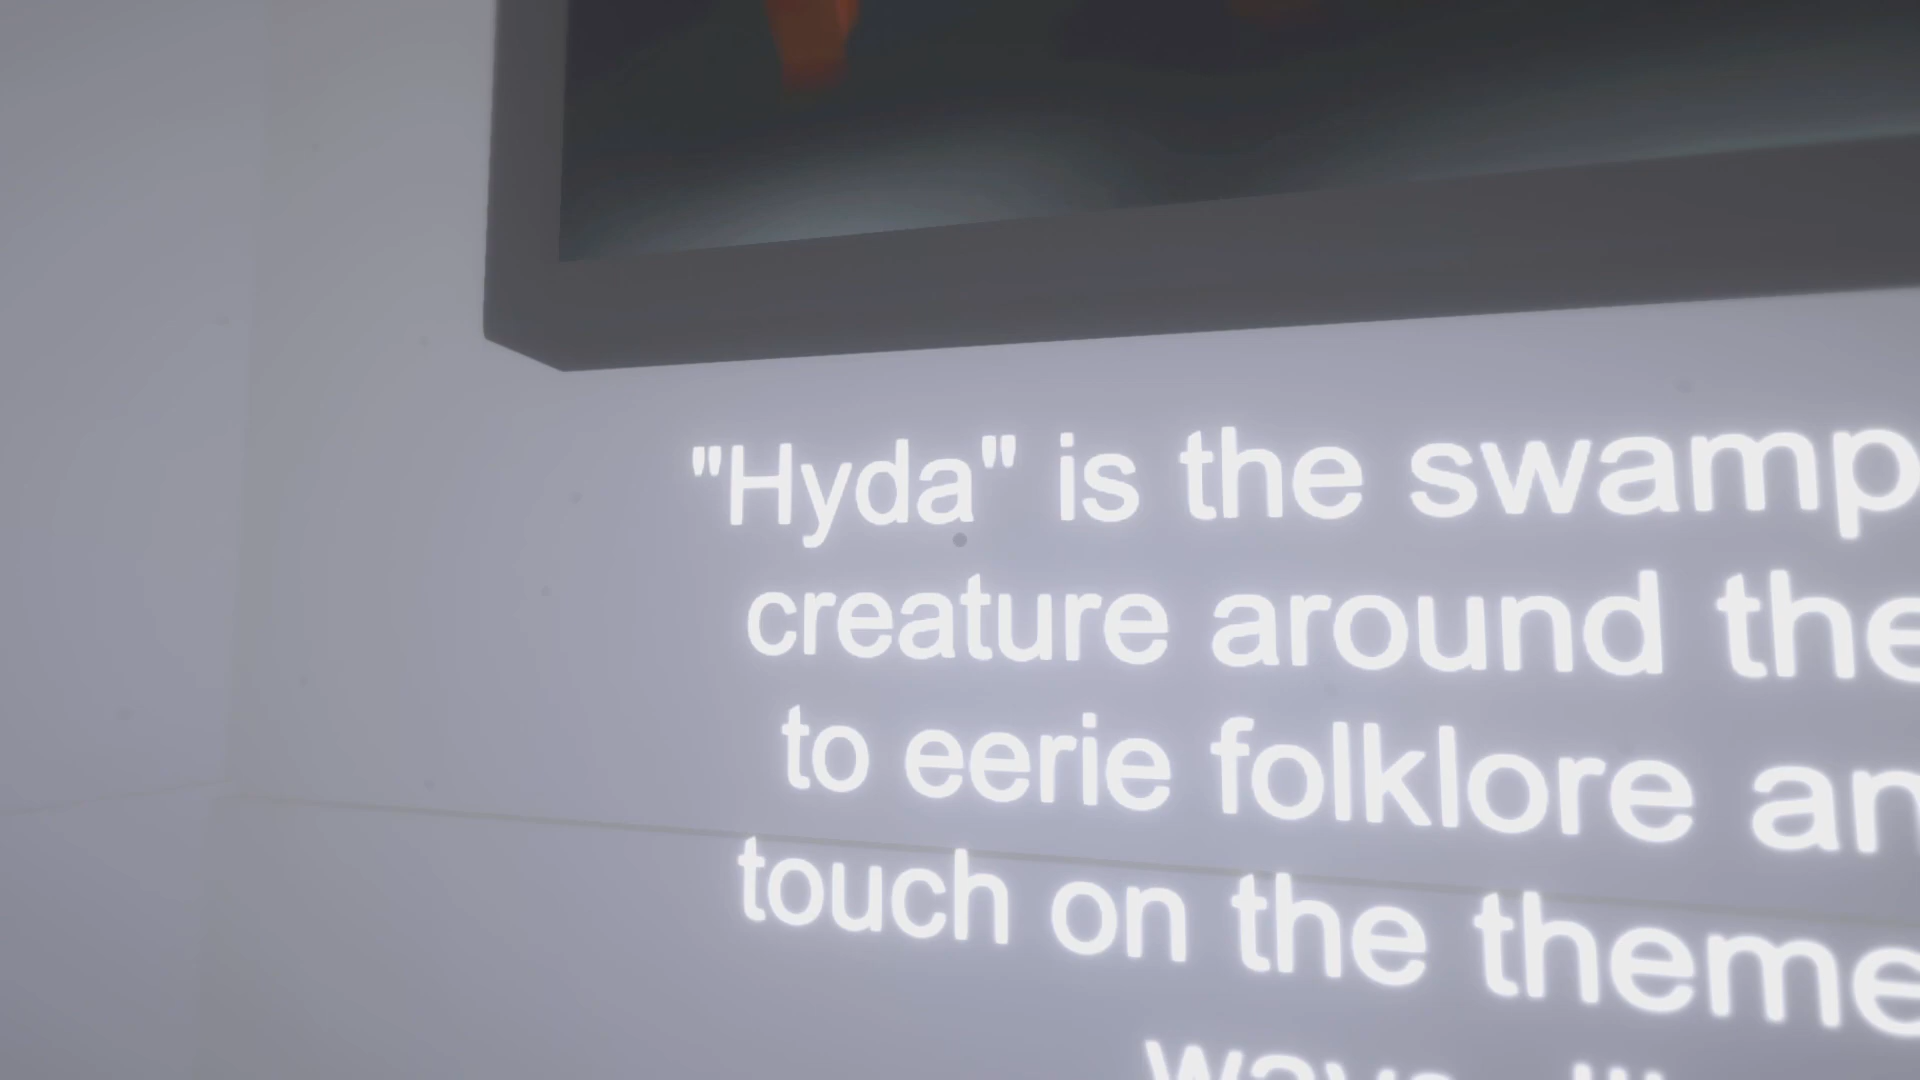 "Hyda" is the swamp
creature around the
to eerie folklore an
touch on the theme